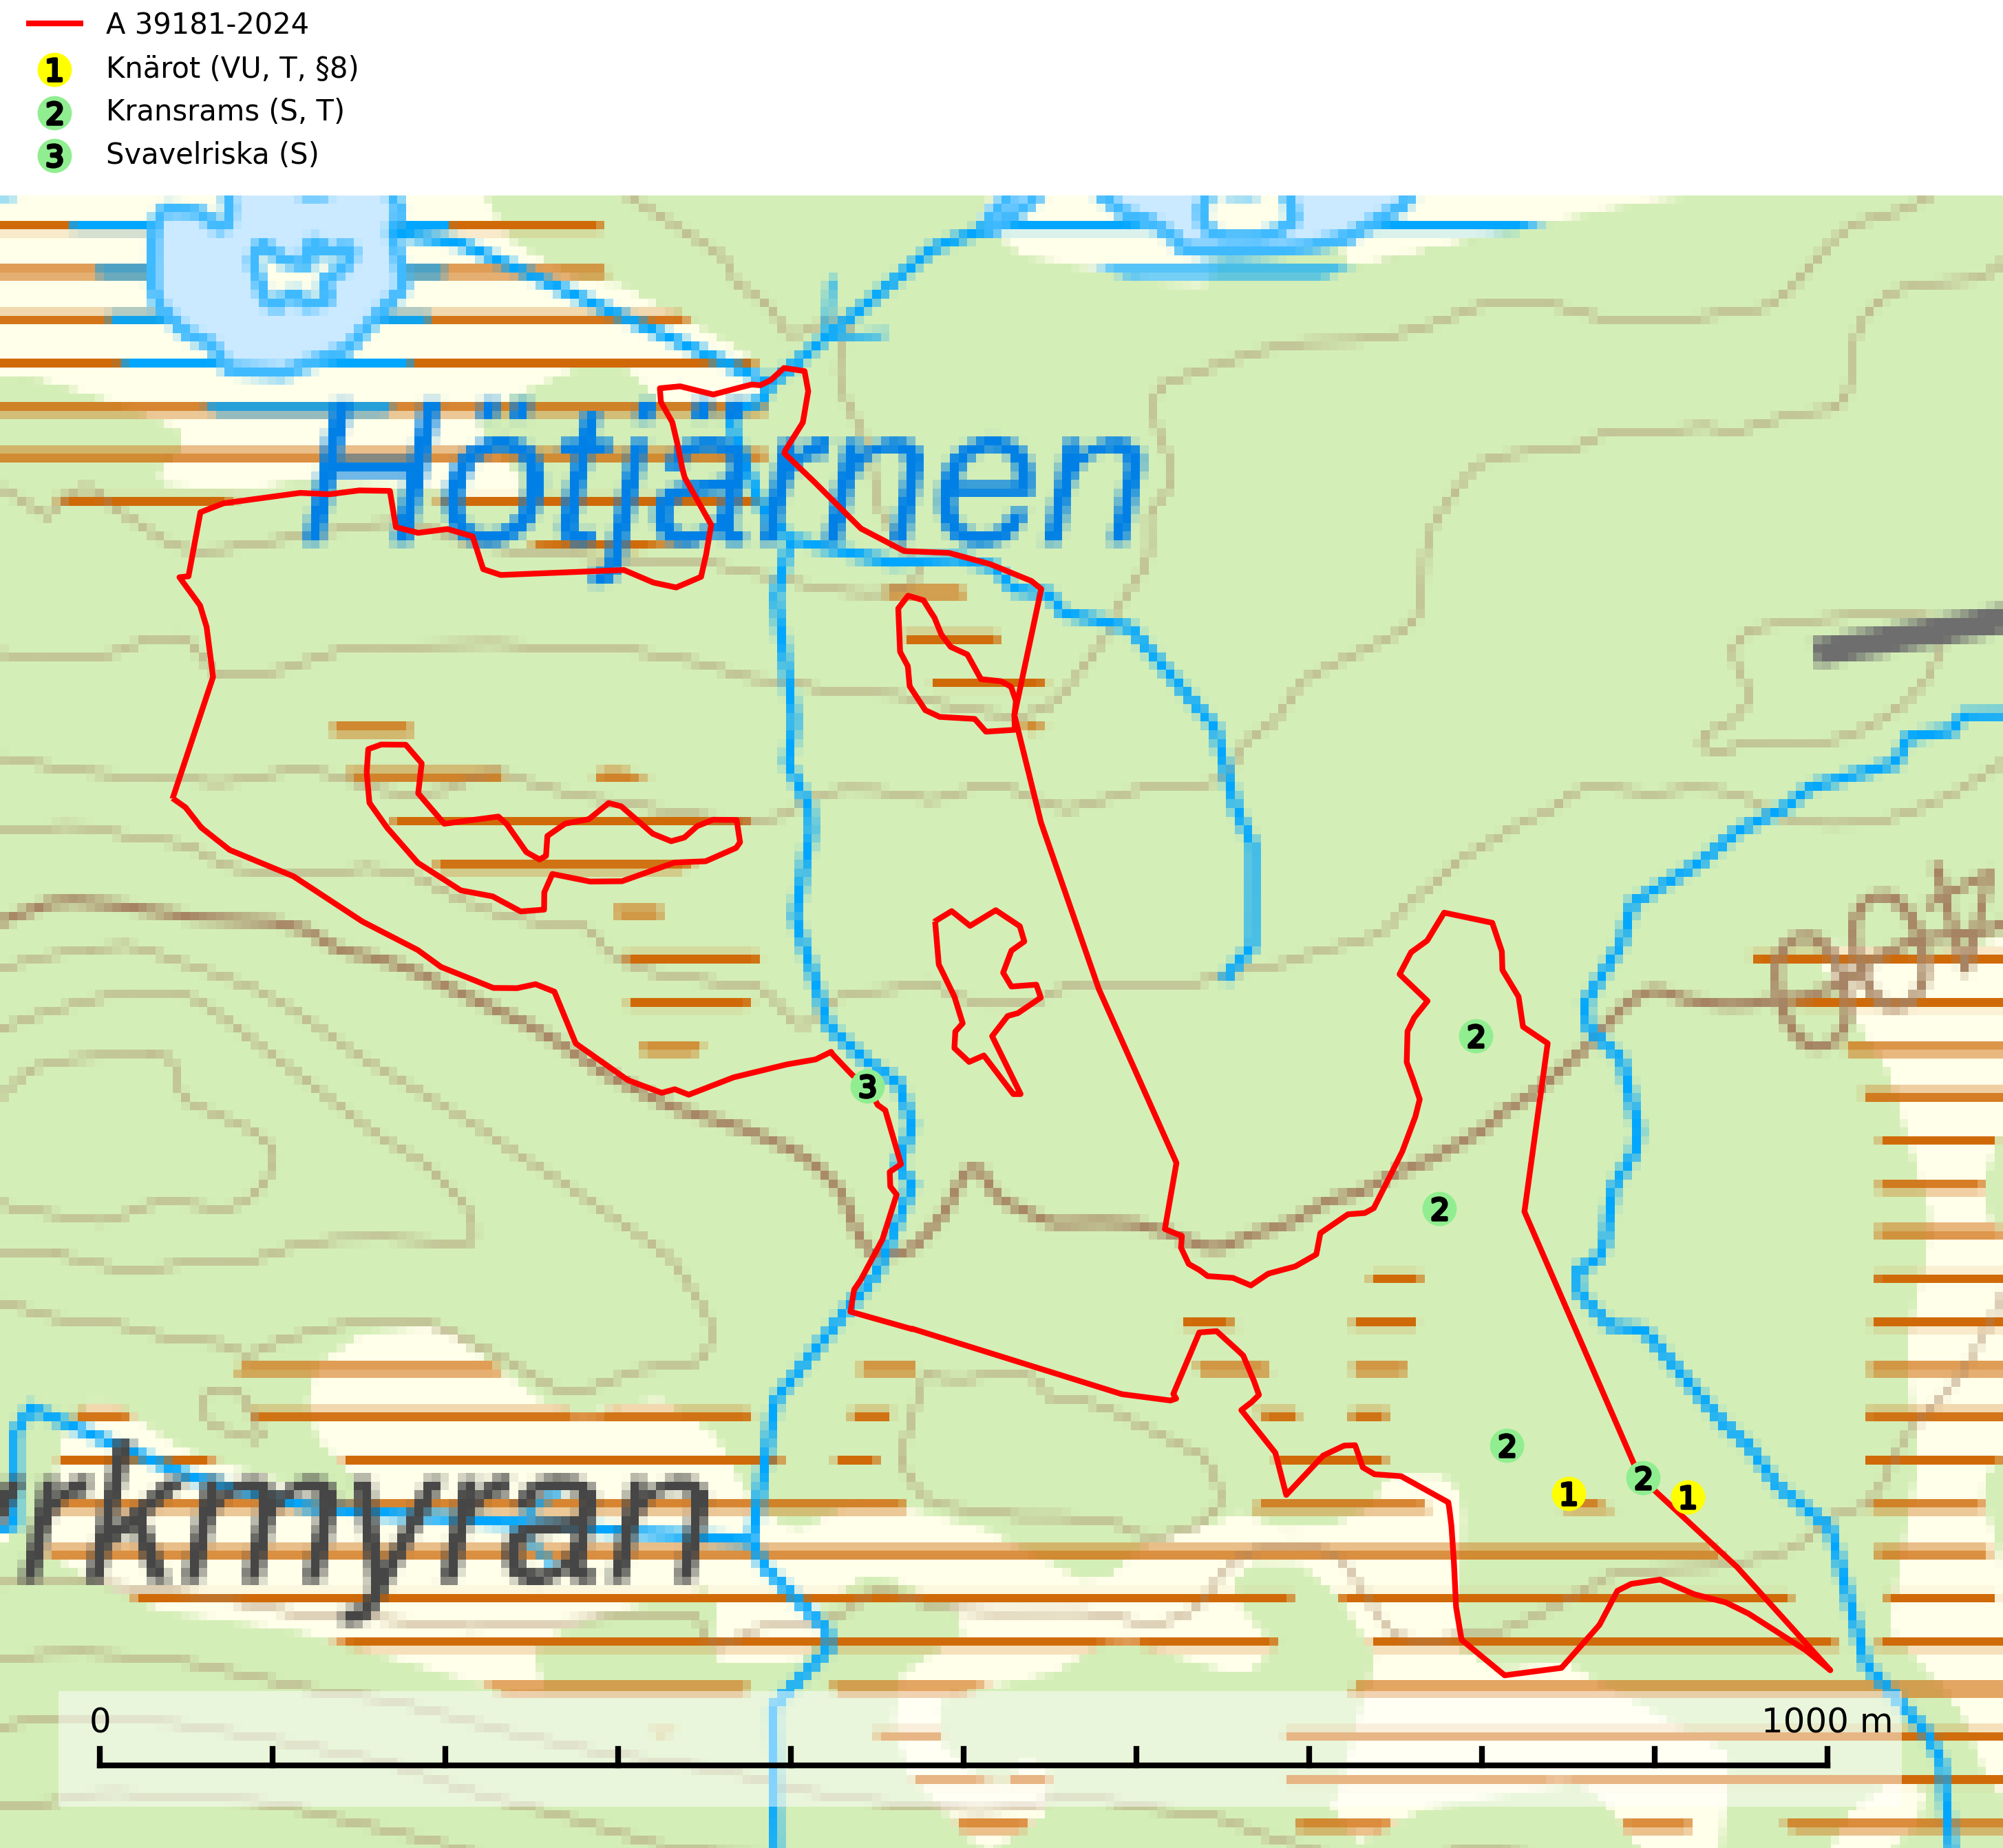 A 39181-2024
1 Knärot (VU, T, §8)
2 Kransrams (S, T)
3 Svavelriska (S)
Hötjärnen
600
2
3
2
2
2
1
1
rkmyran
0 1000 m